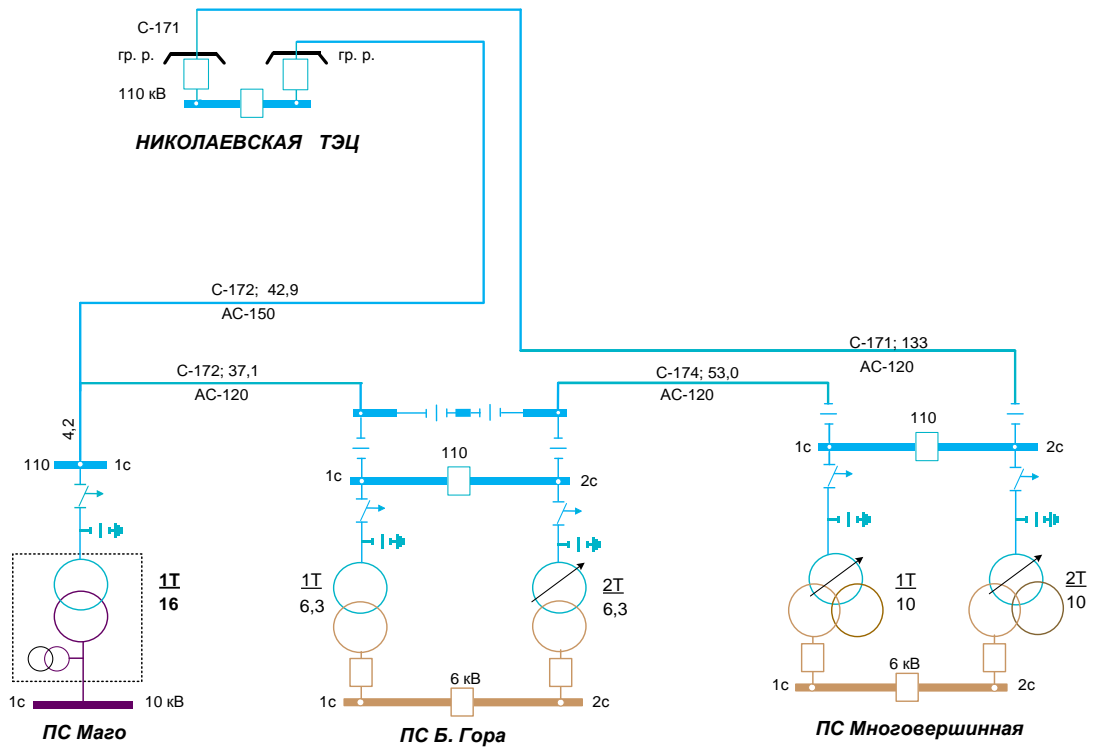 С-171
гр. р.
гр. р.
110 кВ
НИКОЛАЕВСКАЯ ТЭЦ
С-172; 42,9
АС-150
С-171; 133
АС-120
С-172; 37,1
АС-120
С-174; 53,0
АС-120
4,2
110
1с
1с
110
2с
1с
110
2с
1Т
16
1Т
6,3
2Т
6,3
1Т
10
2Т
10
1с
10 кВ
1с
6 кВ
2с
1с
6 кВ
2с
ПС Маго
ПС Б. Гора
ПС Многовершинная